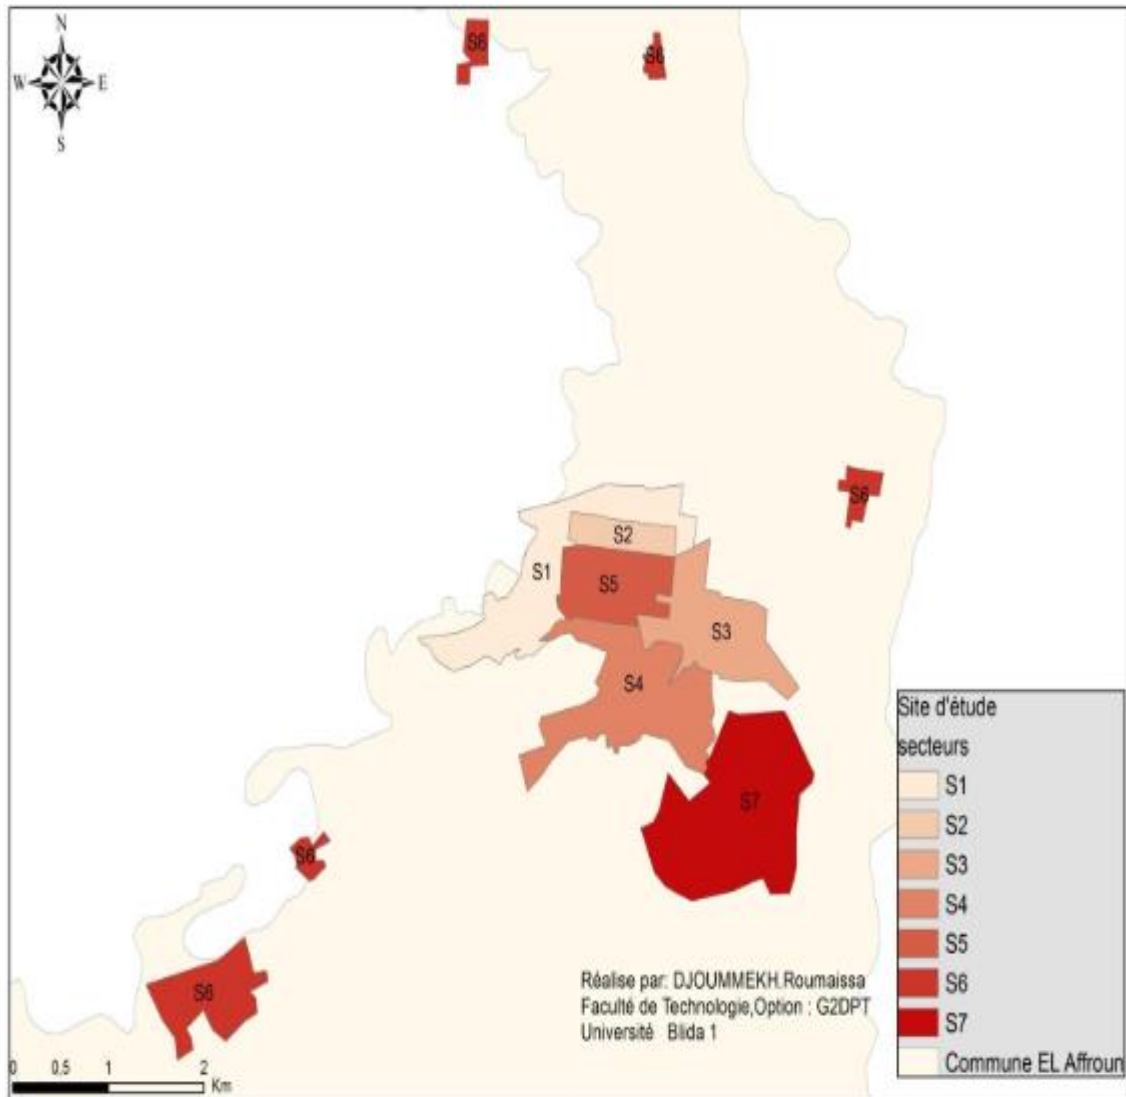 N
W E
S
S6
S6
S6
S2
S1
S5
S3
S4
S7
S6
S6
Site d'étude
secteurs
S1
S2
S3
S4
S5
S6
S7
Commune EL Affroun
Réalise par: DJOUMMEKH.Roumaissa
Faculté de Technologie,Option : G2DPT
Université Blida 1
0 0.5 1 2
Km